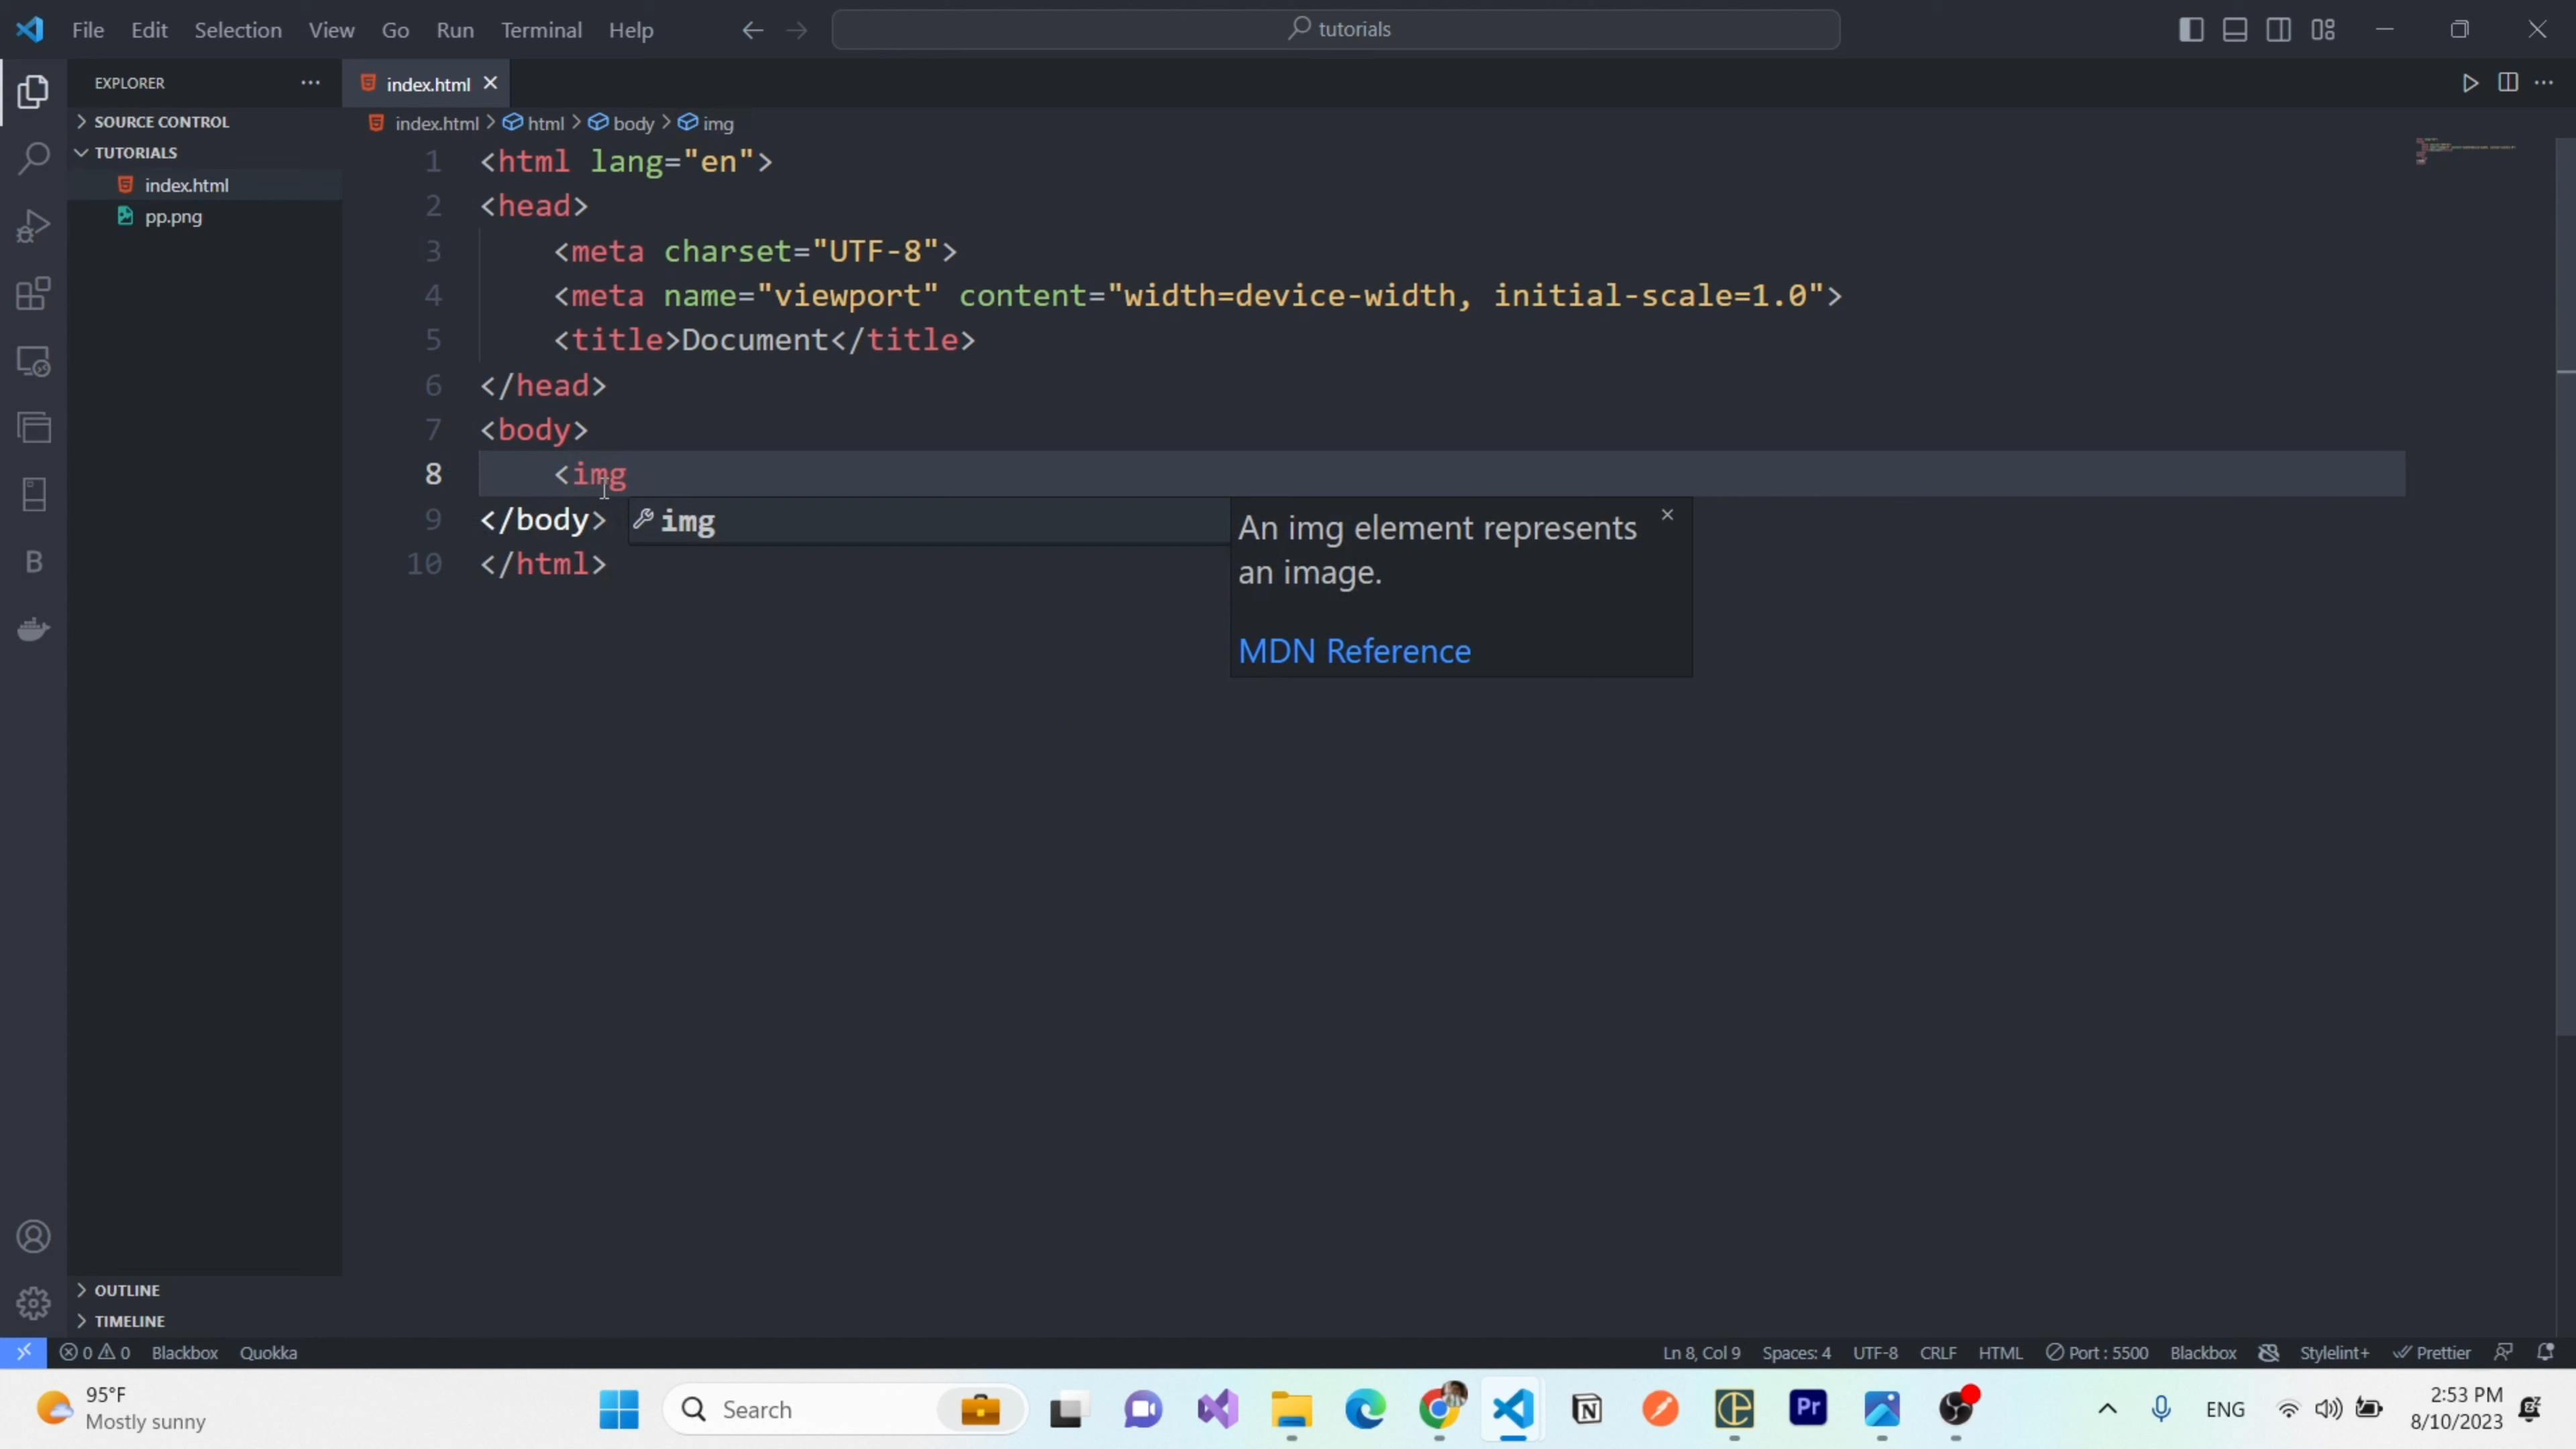 File Edit Selection View Go Run Terminal Help tutorials
EXPLORER index.html
SOURCE CONTROL index.html html body img
TUTORIALS
index.html
pp.png
1 <html lang="en">
2 <head>
3 <meta charset="UTF-8">
4 <meta name="viewport" content="width=device-width, initial-scale=1.0">
5 <title>Document</title>
6 </head>
7 <body>
8 <img
9 </body>
10 </html>
img
An img element represents
an image.
MDN Reference
OUTLINE
TIMELINE
0 0 Blackbox Quokka Ln 8, Col 9 Spaces: 4 UTF-8 CRLF HTML Port : 5500 Blackbox Stylelint+ Prettier
95°F
Mostly sunny
Search
Pr
ENG
2:53 PM
8/10/2023